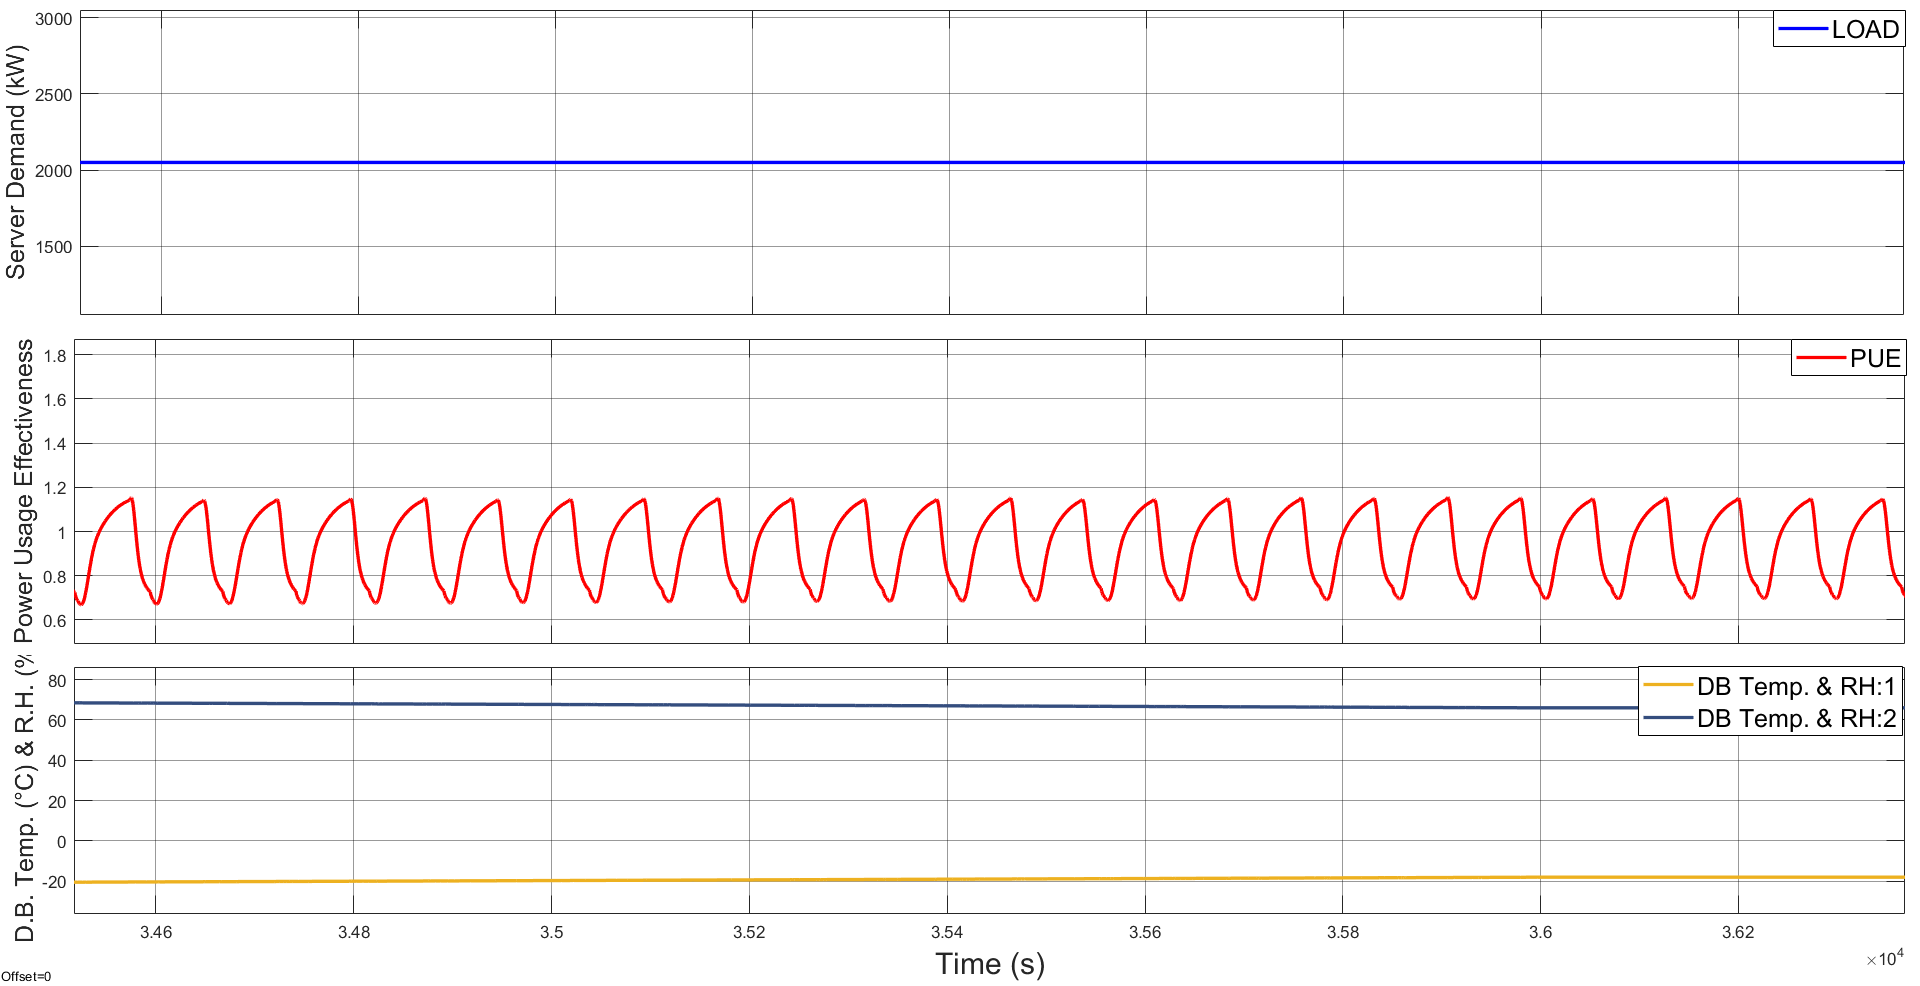 3000
2500
2000
1500
Server Demand (kW)
LOAD
1.8
1.6
1.4
1.2
1
0.8
0.6
Power Usage Effectiveness
PUE
80
60
40
20
0
-20
D.B. Temp. (°C) & R.H. (%
DB Temp. & RH:1
DB Temp. & RH:2
3.46 3.48 3.5 3.52 3.54 3.56 3.58 3.6 3.62
×10⁴
Time (s)
Offset=0